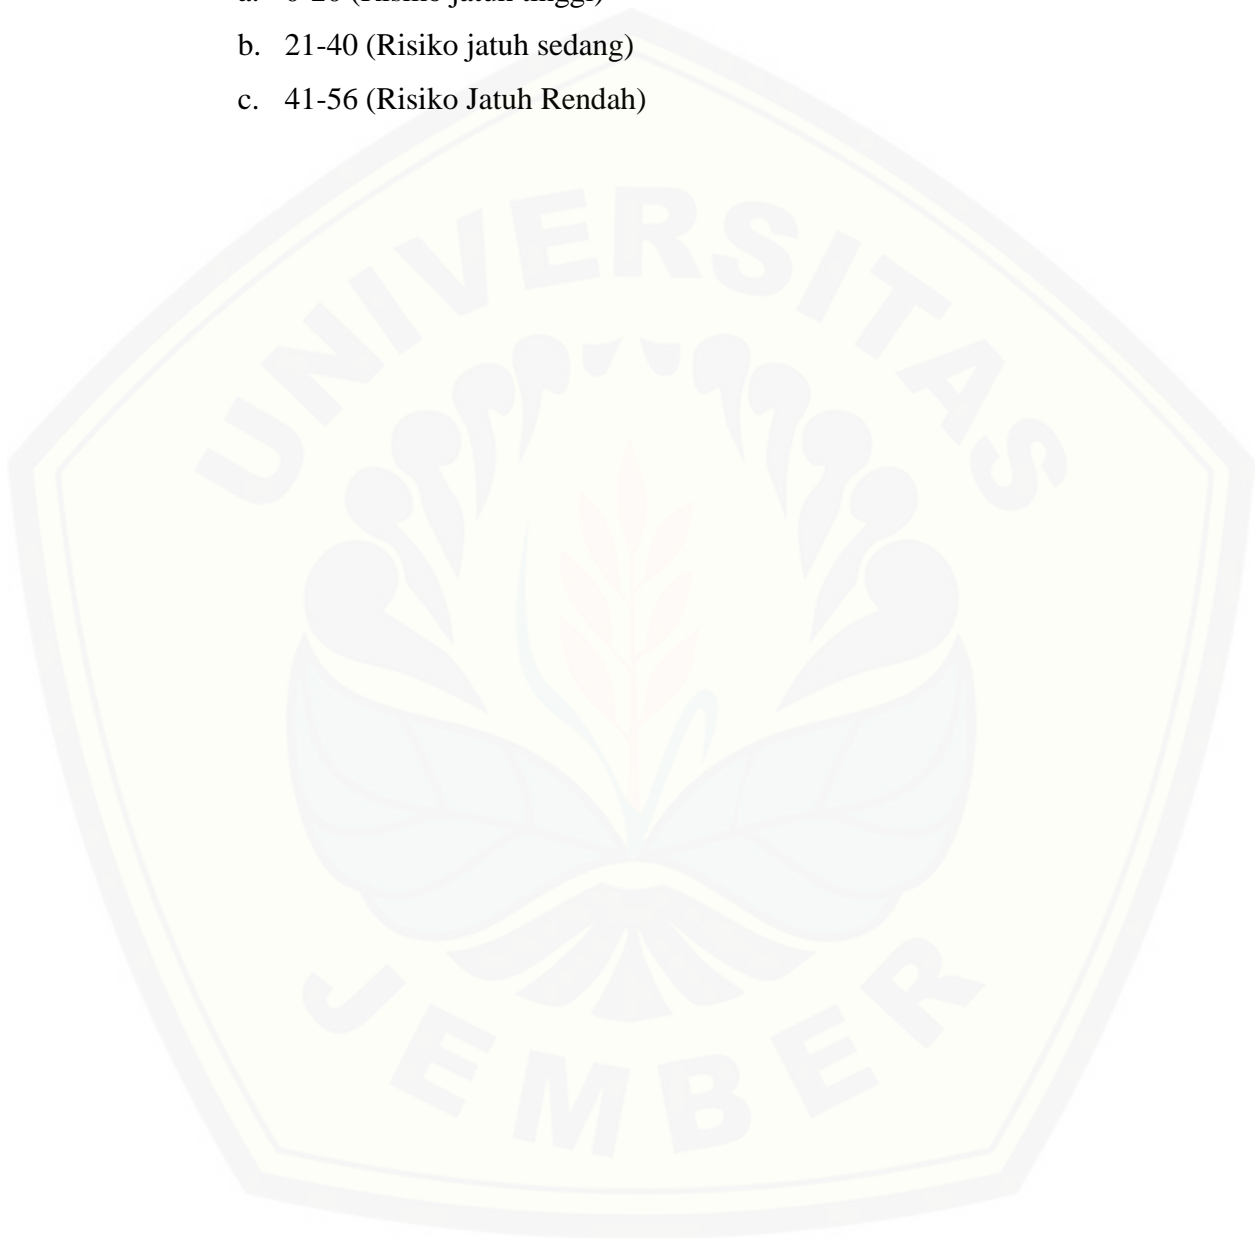 b. 21-40 (Risiko jatuh sedang)
c. 41-56 (Risiko Jatuh Rendah)
UNIVERSITAS
JEMBER